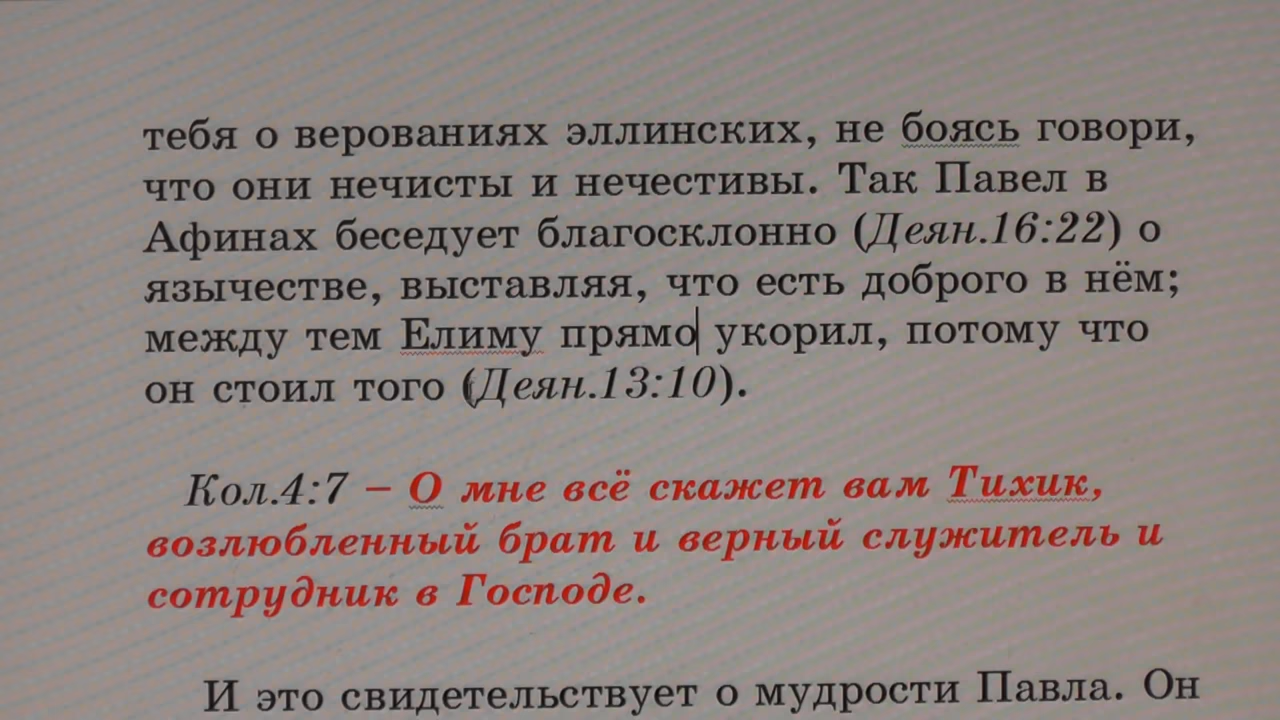 тебя о верованиях эллинских, не боясь говори,
что они нечисты и нечестивы. Так Павел в
Афинах беседует благосклонно (Деян.16:22) о
язычестве, выставляя, что есть доброго в нём;
между тем Елиму прямо укорил, потому что
он стоил того (Деян.13:10).
Кол.4:7 – О мне всё скажет вам Тихик,
возлюбленный брат и верный служитель и
сотрудник в Господе.
И это свидетельствует о мудрости Павла. Он